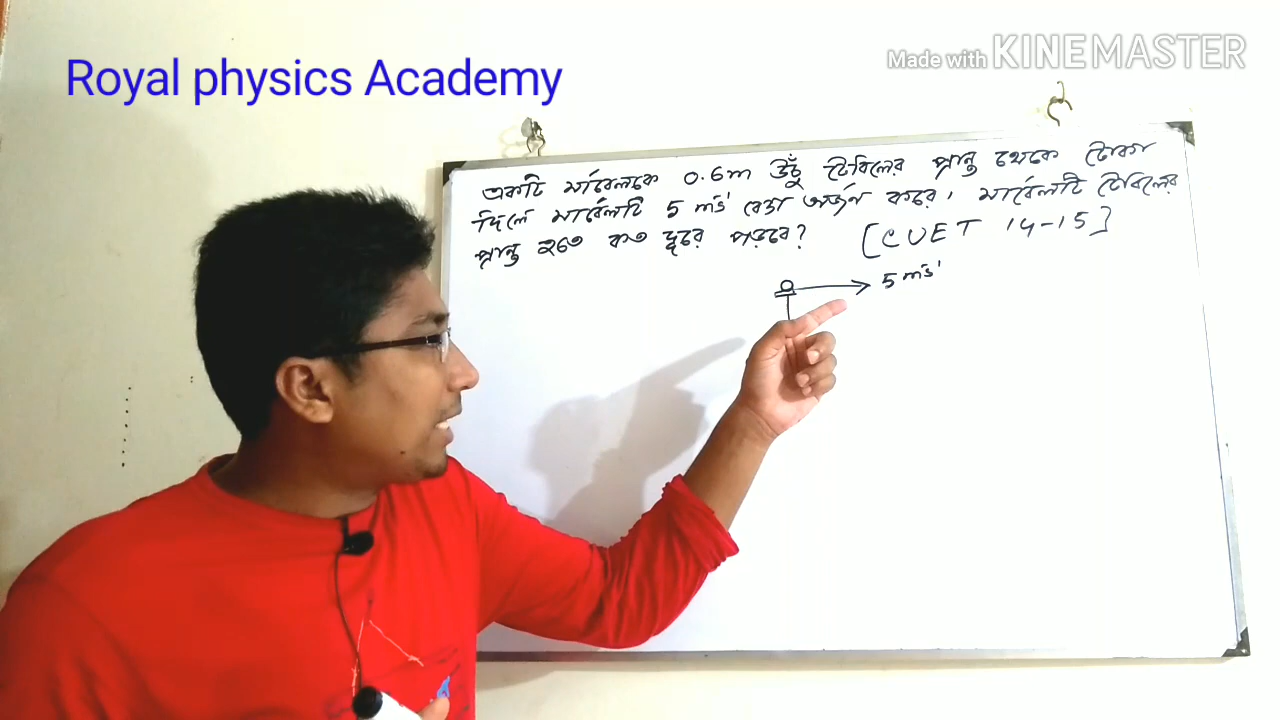 Royal physics Academy
Made with KINEMASTER
একটি মার্বেলকে 0.6m উঁচু টেবিলের প্রান্ত থেকে টোকা
দিলে মার্বেলটি 5 ms⁻¹ বেগ অর্জন করে। মার্বেলটি টেবিলের
প্রান্ত হতে কত দূরে পড়বে? [CUET 14-15]
5 ms⁻¹